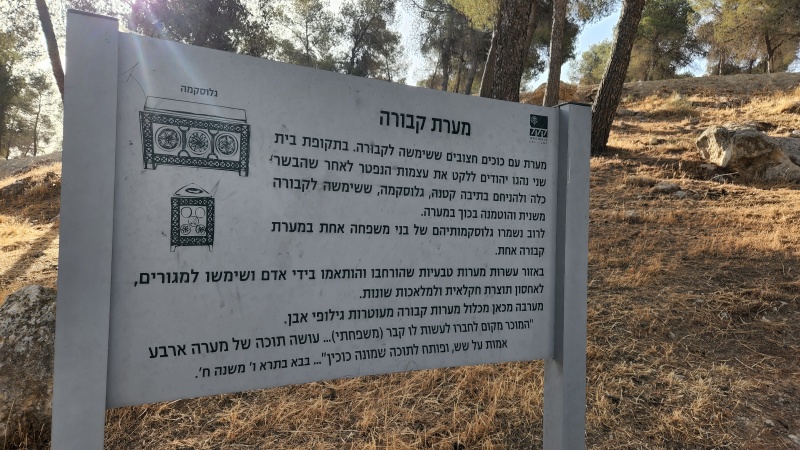 גלוסקמה
מערת קבורה
מערת עם כוכים חצובים ששימשה לקבורה. בתקופת בית
שני נהגו יהודים ללקט את עצמות הנפטר לאחר שהבשר
כלה ולהניחם בתיבה קטנה, גלוסקמה, ששימשה לקבורה
משנית והוטמנה בכוך במערה.
לרוב נשמרו גלוסקמותיהם של בני משפחה אחת במערת
קבורה אחת.
באזור עשרות מערות טבעיות שהורחבו והותאמו בידי אדם ושימשו למגורים,
לאחסון תוצרת חקלאית ולמלאכות שונות.
מערבה מכאן מכלול מערות קבורה מעוטרות גילופי אבן.
"המוכר מקום לחברו לעשות לו קבר (משפחתי)... עושה תוכה של מערה ארבע
אמות על שש, ופותח לתוכה שמונה כוכין"... בבא בתרא ו' משנה ח'.